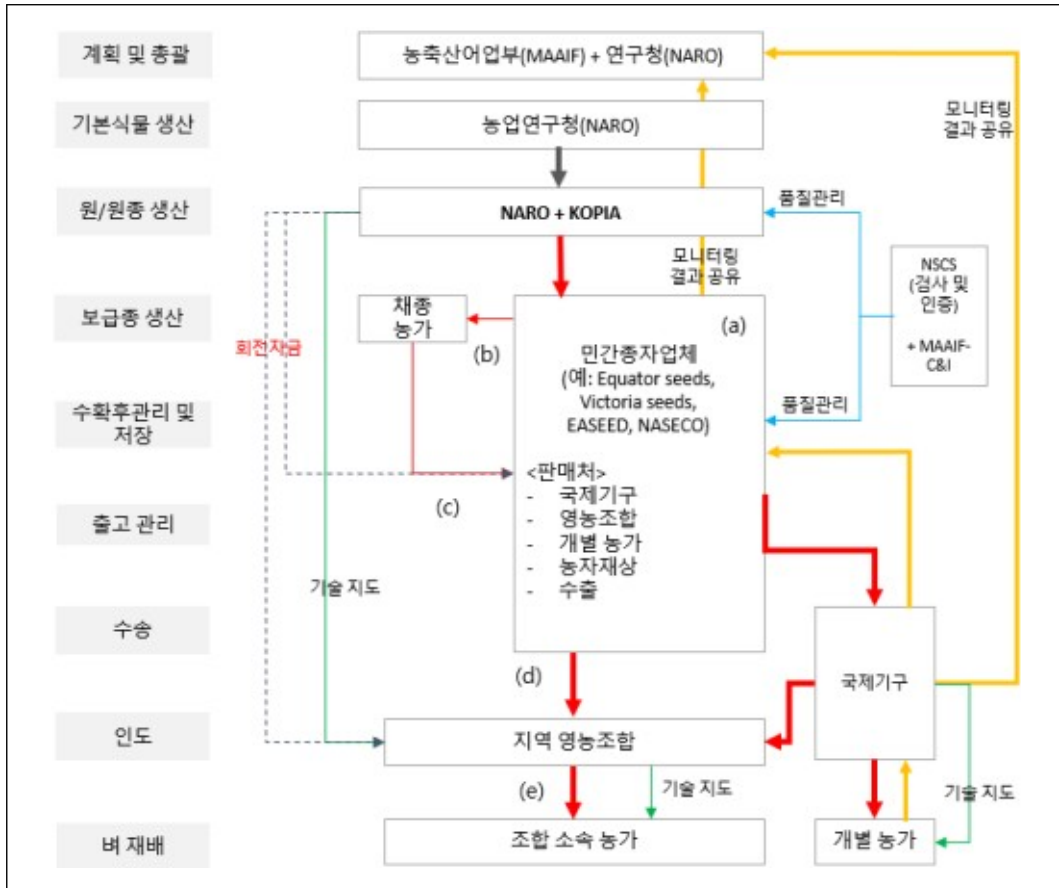 계획 및 총괄
농축산어업부(MAAIF) + 연구청(NARO)
모니터링
결과 공유
기본식물 생산
농업연구청(NARO)
원/원종 생산
NARO + KOPIA
품질관리
모니터링
결과 공유
NSCS
(검사 및
인증)
+ MAAIF-
C&I
보급종 생산
채종
농가
(a)
(b)
회전자금
민간종자업체
(예: Equator seeds,
Victoria seeds,
EASEED, NASECO)
품질관리
수확후관리 및
저장
(c)
<판매처>
- 국제기구
- 영농조합
- 개별 농가
- 농자재상
- 수출
출고 관리
기술 지도
수송
(d)
국제기구
인도
지역 영농조합
(e)
기술 지도
기술 지도
벼 재배
조합 소속 농가
개별 농가